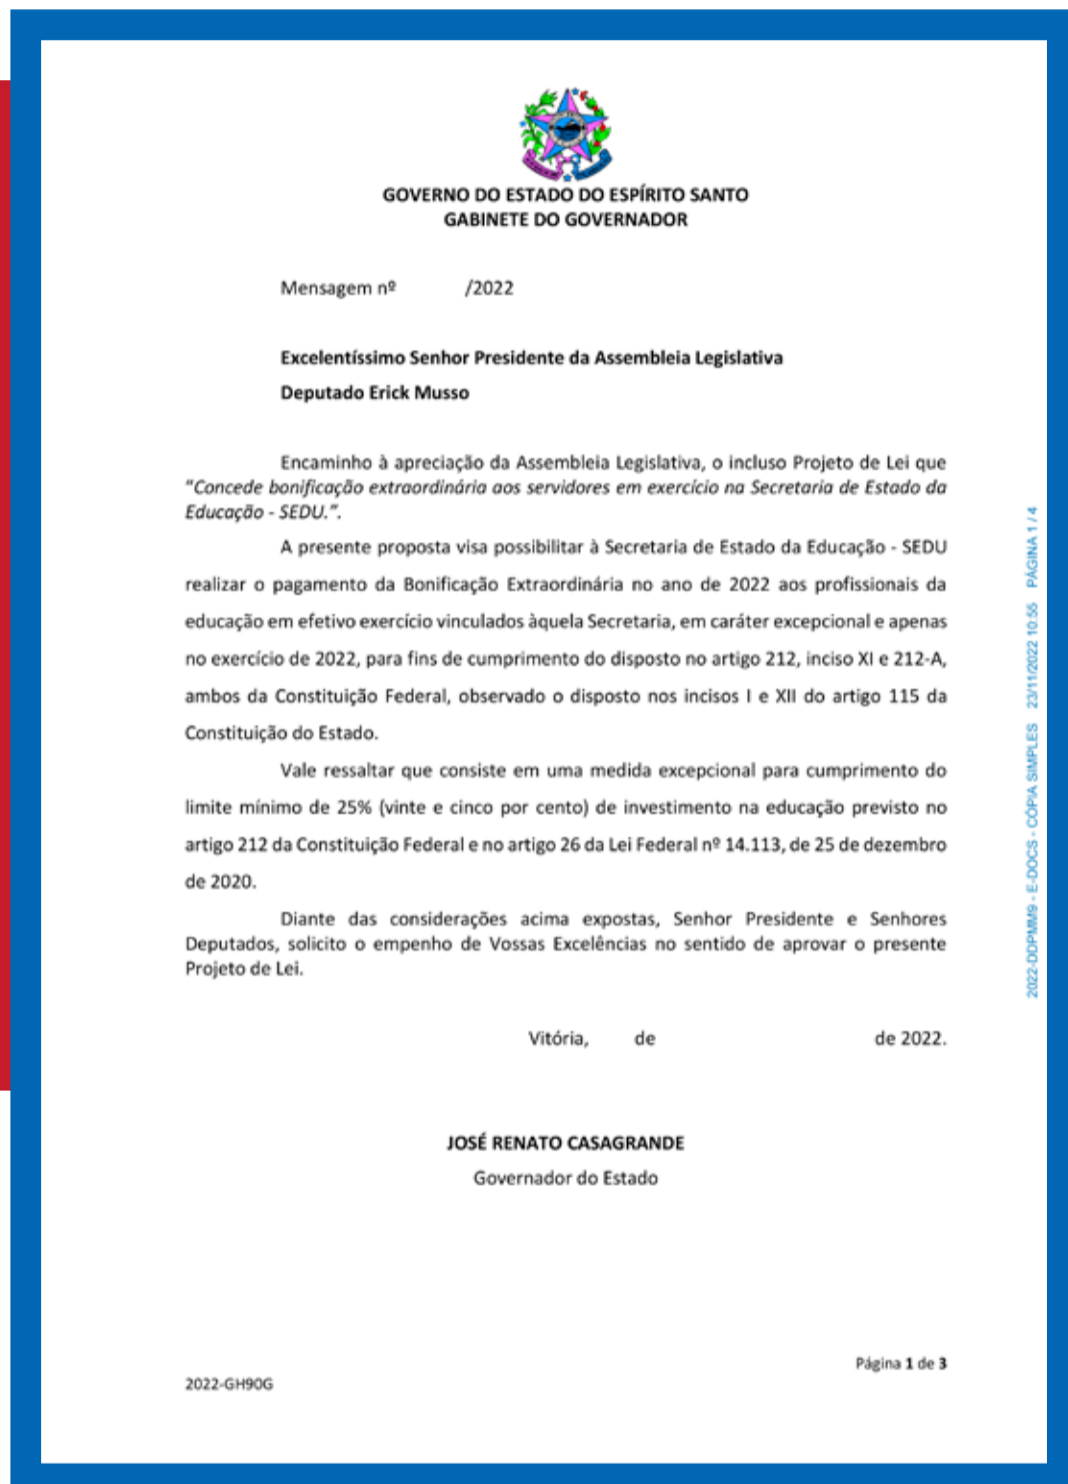 GOVERNO DO ESTADO DO ESPÍRITO SANTO
GABINETE DO GOVERNADOR
Mensagem nº /2022
Excelentíssimo Senhor Presidente da Assembleia Legislativa
Deputado Erick Musso
Encaminho à apreciação da Assembleia Legislativa, o incluso Projeto de Lei que
“Concede bonificação extraordinária aos servidores em exercício na Secretaria de Estado da
Educação - SEDU.”.
A presente proposta visa possibilitar à Secretaria de Estado da Educação - SEDU
realizar o pagamento da Bonificação Extraordinária no ano de 2022 aos profissionais da
educação em efetivo exercício vinculados àquela Secretaria, em caráter excepcional e apenas
no exercício de 2022, para fins de cumprimento do disposto no artigo 212, inciso XI e 212-A,
ambos da Constituição Federal, observado o disposto nos incisos I e XII do artigo 115 da
Constituição do Estado.
Vale ressaltar que consiste em uma medida excepcional para cumprimento do
limite mínimo de 25% (vinte e cinco por cento) de investimento na educação previsto no
artigo 212 da Constituição Federal e no artigo 26 da Lei Federal nº 14.113, de 25 de dezembro
de 2020.
Diante das considerações acima expostas, Senhor Presidente e Senhores
Deputados, solicito o empenho de Vossas Excelências no sentido de aprovar o presente
Projeto de Lei.
Vitória, de de 2022.
JOSÉ RENATO CASAGRANDE
Governador do Estado
Página 1 de 3
2022-GH90G
2022-DDPMM9 - E-DOCS - CÓPIA SIMPLES 23/11/2022 10:55 PÁGINA 1 / 4